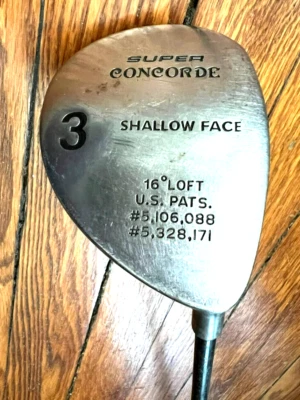 SUPER
CONCORDE
3 SHALLOW FACE
16° LOFT
U.S. PATS.
#5,106,088
#5,328,171